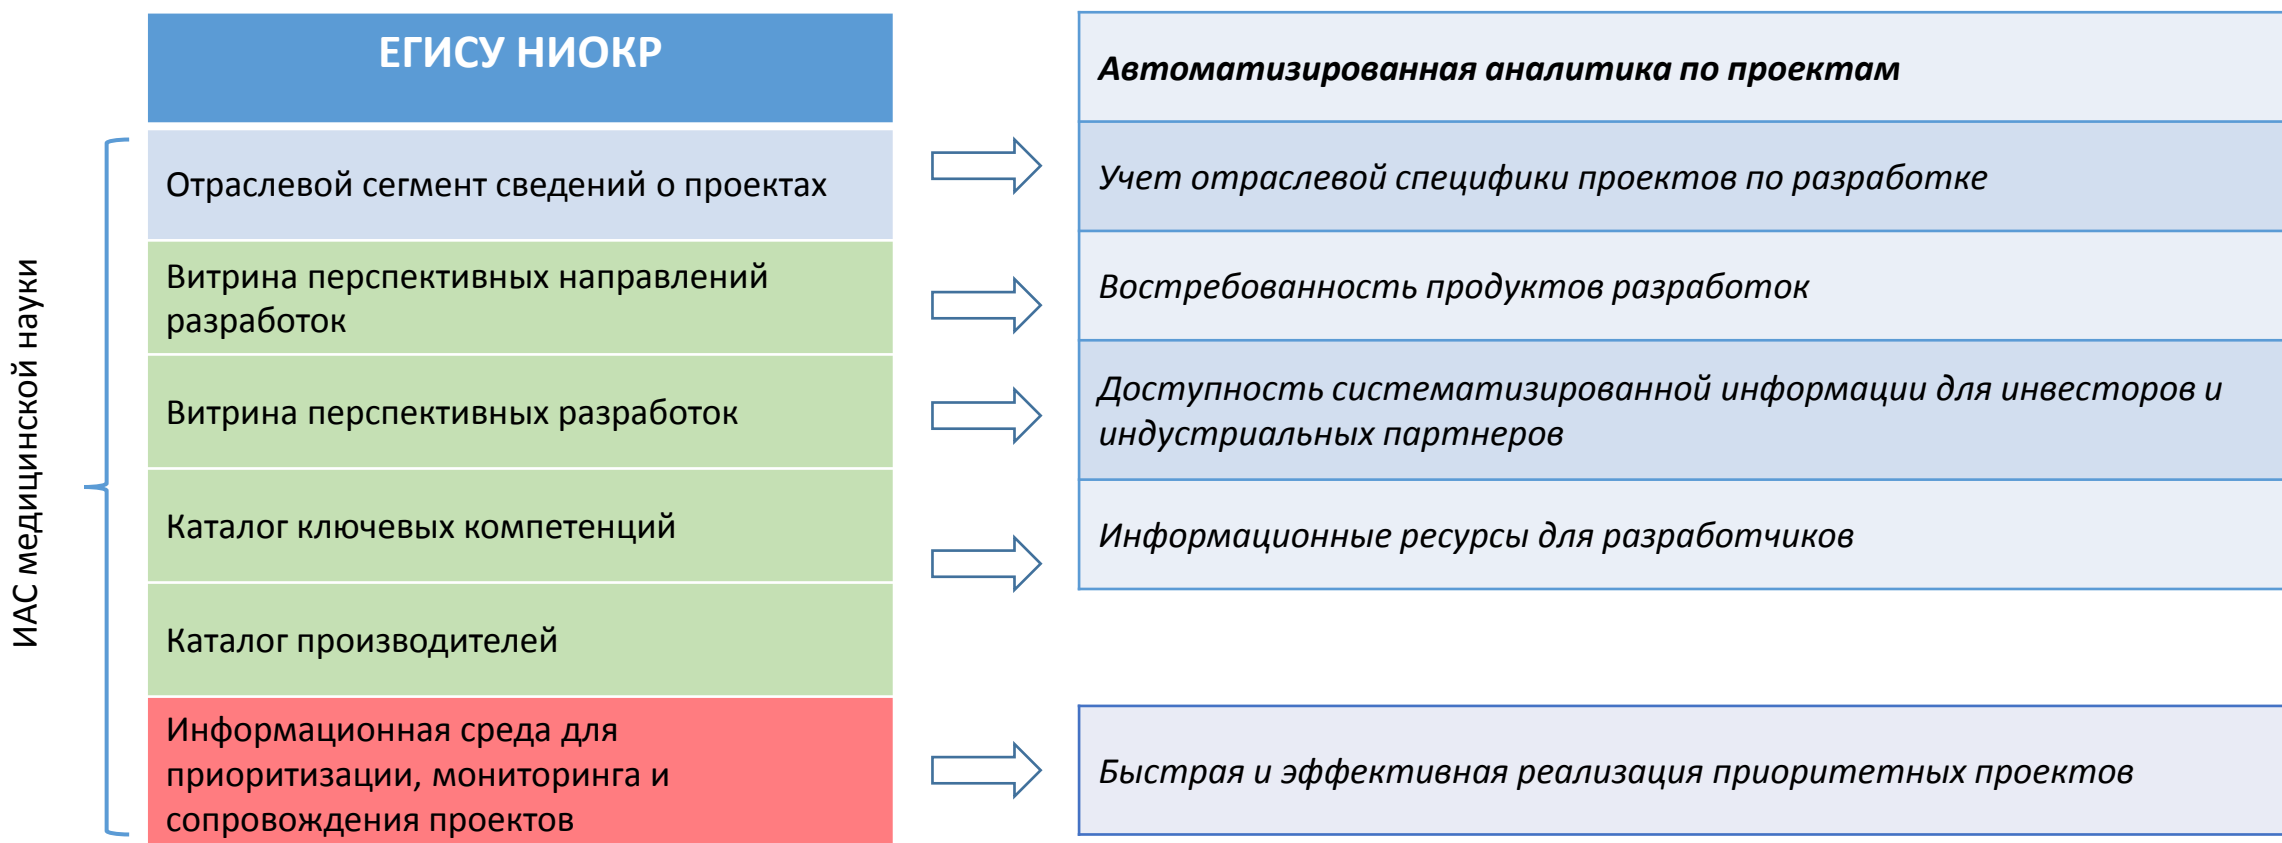 ИАС медицинской науки
ЕГИСУ НИОКР
Отраслевой сегмент сведений о проектах
Витрина перспективных направлений
разработок
Витрина перспективных разработок
Каталог ключевых компетенций
Каталог производителей
Информационная среда для
приоритизации, мониторинга и
сопровождения проектов
Автоматизированная аналитика по проектам
Учет отраслевой специфики проектов по разработке
Востребованность продуктов разработок
Доступность систематизированной информации для инвесторов и
индустриальных партнеров
Информационные ресурсы для разработчиков
Быстрая и эффективная реализация приоритетных проектов